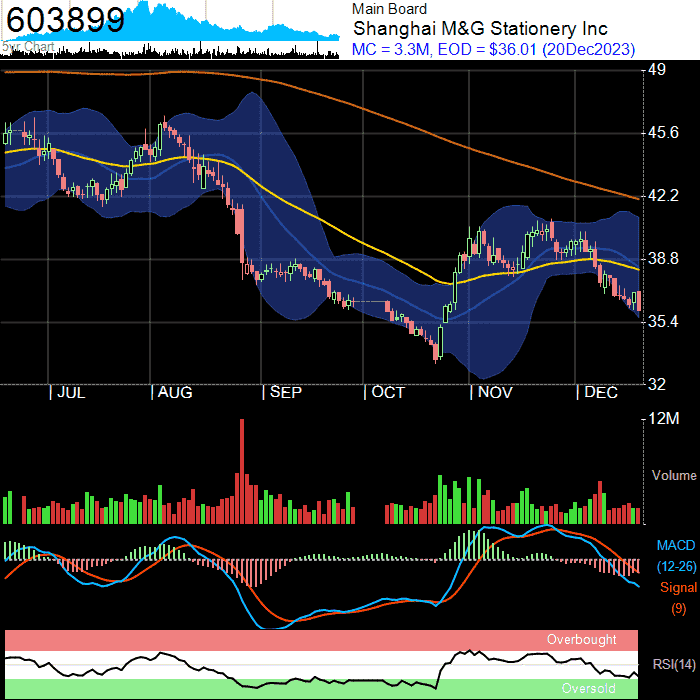 603899
5yr Chart
Main Board
Shanghai M&G Stationery Inc
MC = 3.3M, EOD = $36.01 (20Dec2023)
49
45.6
42.2
38.8
35.4
32
JUL
AUG
SEP
OCT
NOV
DEC
12M
Volume
MACD
(12-26)
Signal
(9)
Overbought
RSI(14)
Oversold